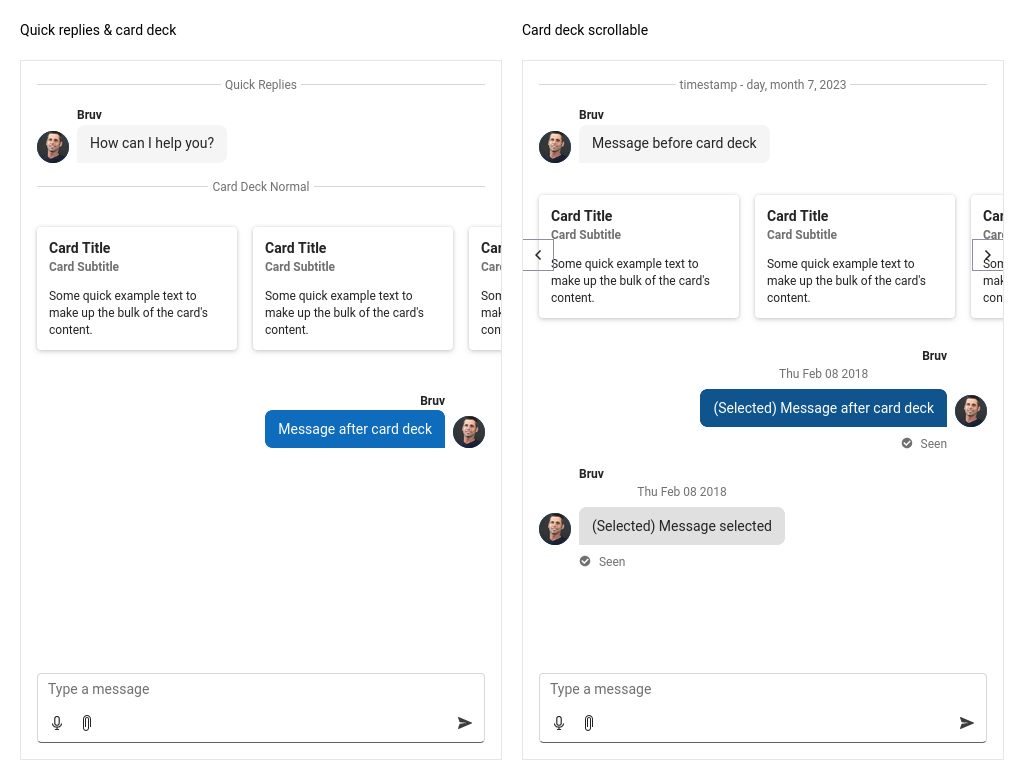 Quick replies & card deck
Quick Replies
Bruv
How can I help you?
Card Deck Normal
Card Title
Card Subtitle
Some quick example text to
make up the bulk of the card's
content.
Card Title
Card Subtitle
Some quick example text to
make up the bulk of the card's
content.
Car
Card
Som
mak
con
Bruv
Message after card deck
Type a message
Card deck scrollable
timestamp - day, month 7, 2023
Bruv
Message before card deck
Card Title
Card Subtitle
Some quick example text to
make up the bulk of the card's
content.
Card Title
Card Subtitle
Some quick example text to
make up the bulk of the card's
content.
Car
Card
Som
mak
con
Bruv
Thu Feb 08 2018
(Selected) Message after card deck
Seen
Bruv
Thu Feb 08 2018
(Selected) Message selected
Seen
Type a message